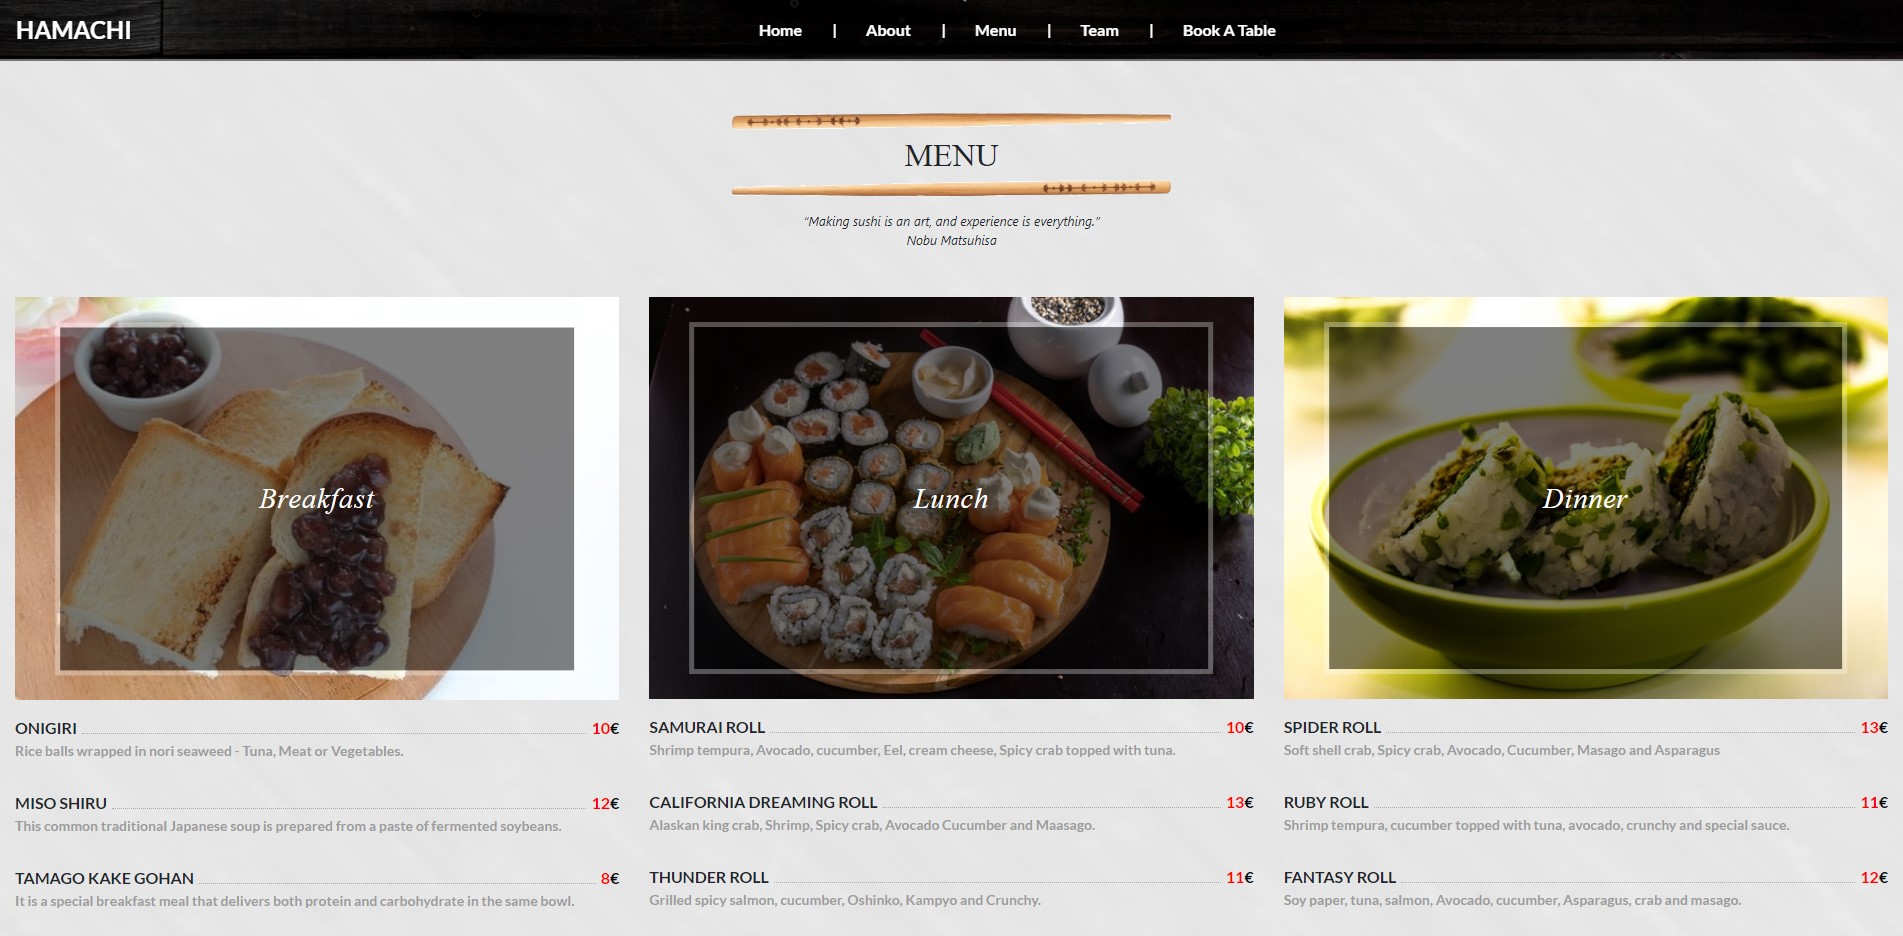 HAMACHI
Home | About | Menu | Team | Book A Table
MENU
"Making sushi is an art, and experience is everything."
Nobu Matsuhisa
Breakfast
ONIGIRI 10€
Rice balls wrapped in nori seaweed - Tuna, Meat or Vegetables.
MISO SHIRU 12€
This common traditional Japanese soup is prepared from a paste of fermented soybeans.
TAMAGO KAKE GOHAN 8€
It is a special breakfast meal that delivers both protein and carbohydrate in the same bowl.
Lunch
SAMURAI ROLL 10€
Shrimp tempura, Avocado, cucumber, Eel, cream cheese, Spicy crab topped with tuna.
CALIFORNIA DREAMING ROLL 13€
Alaskan king crab, Shrimp, Spicy crab, Avocado Cucumber and Maasago.
THUNDER ROLL 11€
Grilled spicy salmon, cucumber, Oshinko, Kampyo and Crunchy.
Dinner
SPIDER ROLL 13€
Soft shell crab, Spicy crab, Avocado, Cucumber, Masago and Asparagus
RUBY ROLL 11€
Shrimp tempura, cucumber topped with tuna, avocado, crunchy and special sauce.
FANTASY ROLL 12€
Soy paper, tuna, salmon, Avocado, cucumber, Asparagus, crab and masago.